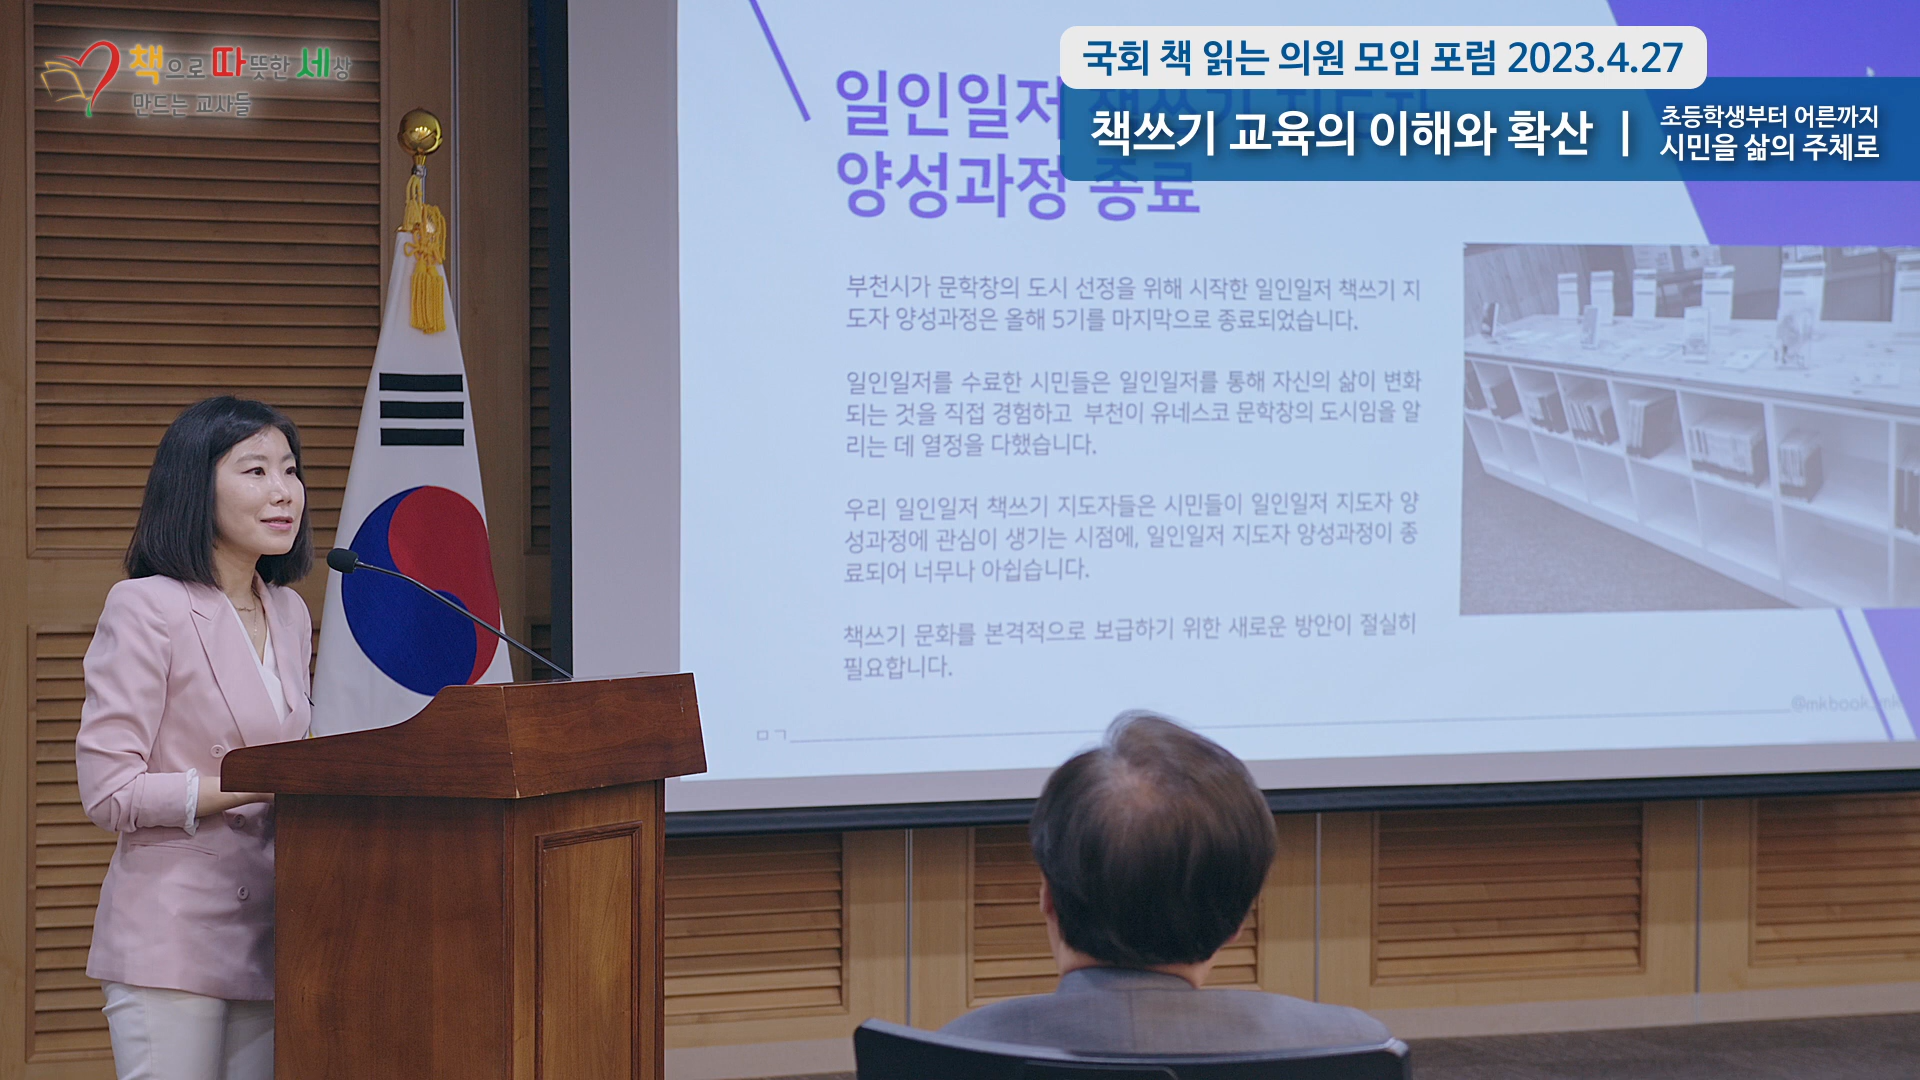 책으로 따뜻한 세상
만드는 교사들
국회 책 읽는 의원 모임 포럼 2023.4.27
책쓰기 교육의 이해와 확산 |
초등학생부터 어른까지
시민을 삶의 주체로
일인일저 책쓰기 지도자
양성과정 종료
부천시가 문학창의 도시 선정을 위해 시작한 일인일저 책쓰기 지
도자 양성과정은 올해 5기를 마지막으로 종료되었습니다.
일인일저를 수료한 시민들은 일인일저를 통해 자신의 삶이 변화
되는 것을 직접 경험하고 부천이 유네스코 문학창의 도시임을 알
리는 데 열정을 다했습니다.
우리 일인일저 책쓰기 지도자들은 시민들이 일인일저 지도자 양
성과정에 관심이 생기는 시점에, 일인일저 지도자 양성과정이 종
료되어 너무나 아쉽습니다.
책쓰기 문화를 본격적으로 보급하기 위한 새로운 방안이 절실히
필요합니다.
ㅁㄱ